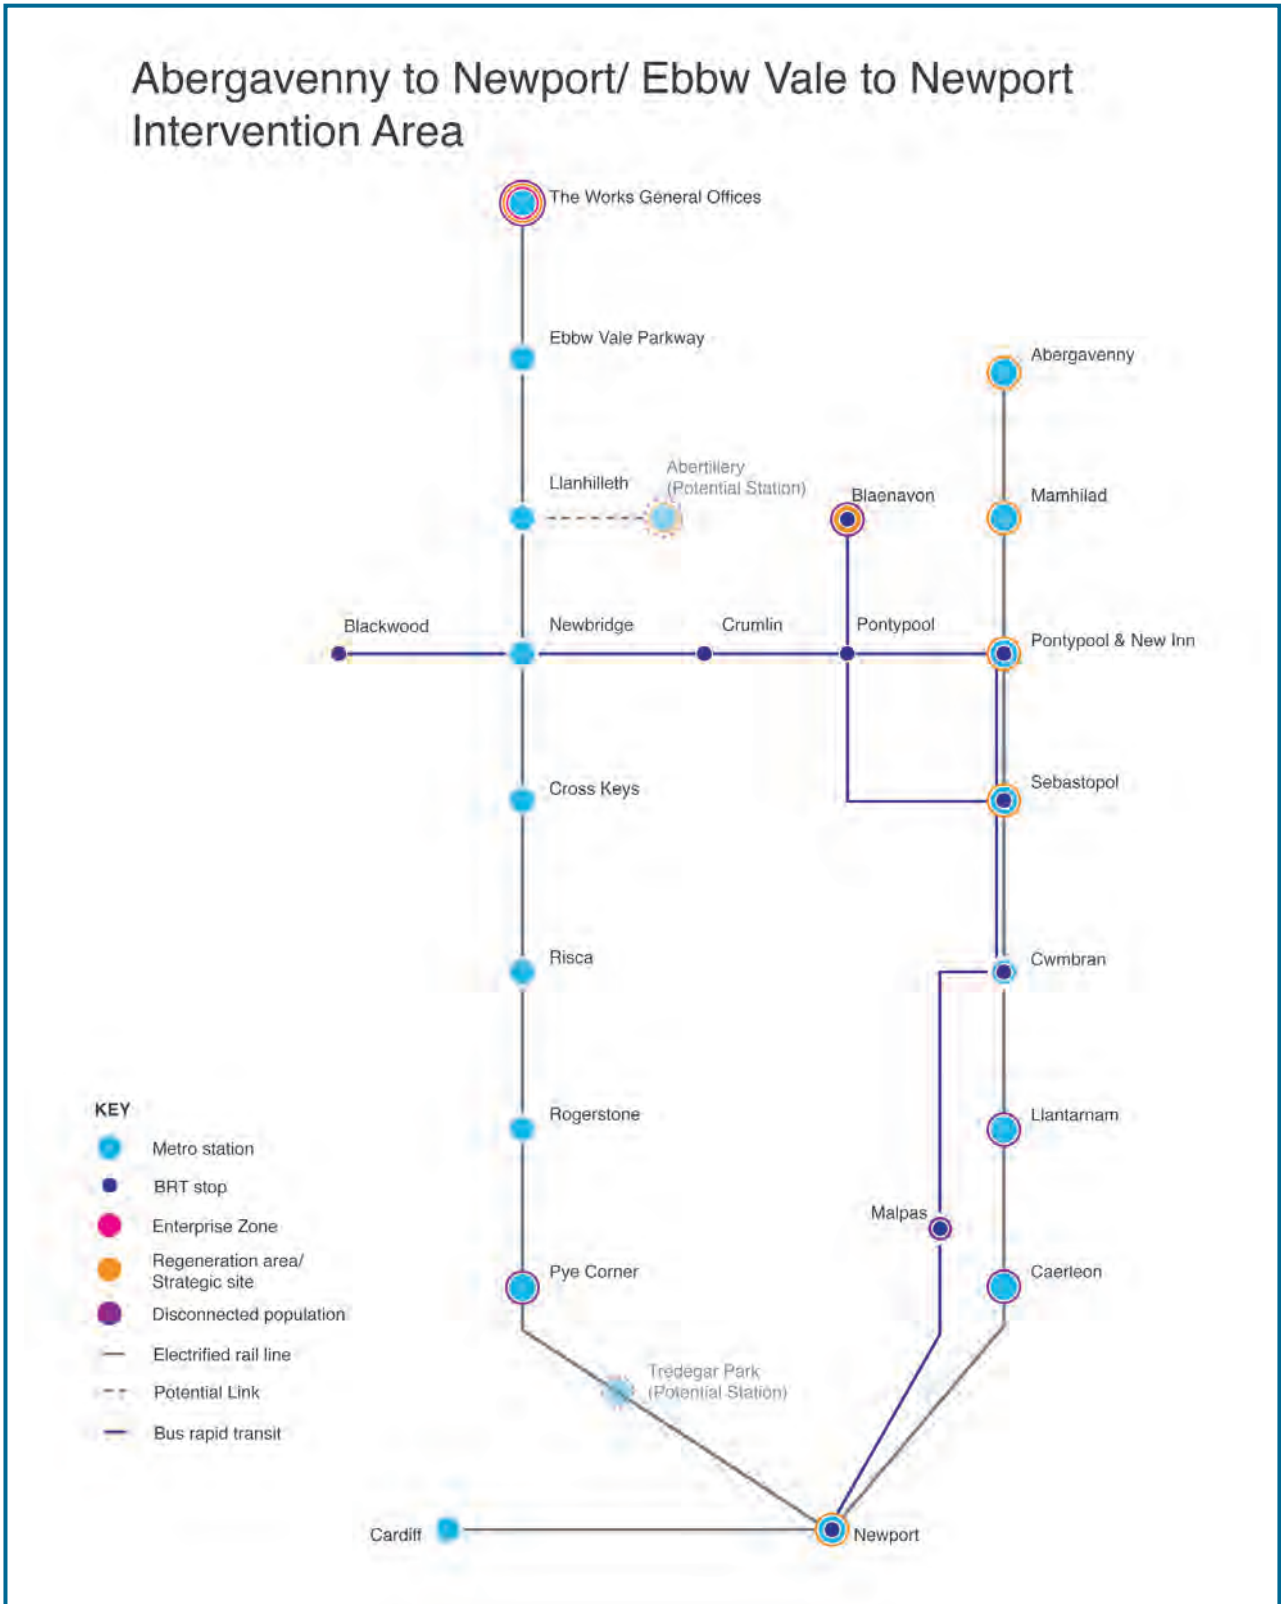 Abergavenny to Newport/ Ebbw Vale to Newport
Intervention Area
The Works General Offices
Ebbw Vale Parkway
Abergavenny
Llanhilleth
Abertillery
(Potential Station)
Blaenavon
Mamhilad
Blackwood
Newbridge
Crumlin
Pontypool
Pontypool & New Inn
Cross Keys
Sebastopol
Risca
Cwmbran
Rogerstone
Llantarnam
Malpas
Pye Corner
Caerleon
Tredegar Park
(Potential Station)
Cardiff
Newport
KEY
Metro station
BRT stop
Enterprise Zone
Regeneration area/
Strategic site
Disconnected population
Electrified rail line
Potential Link
Bus rapid transit